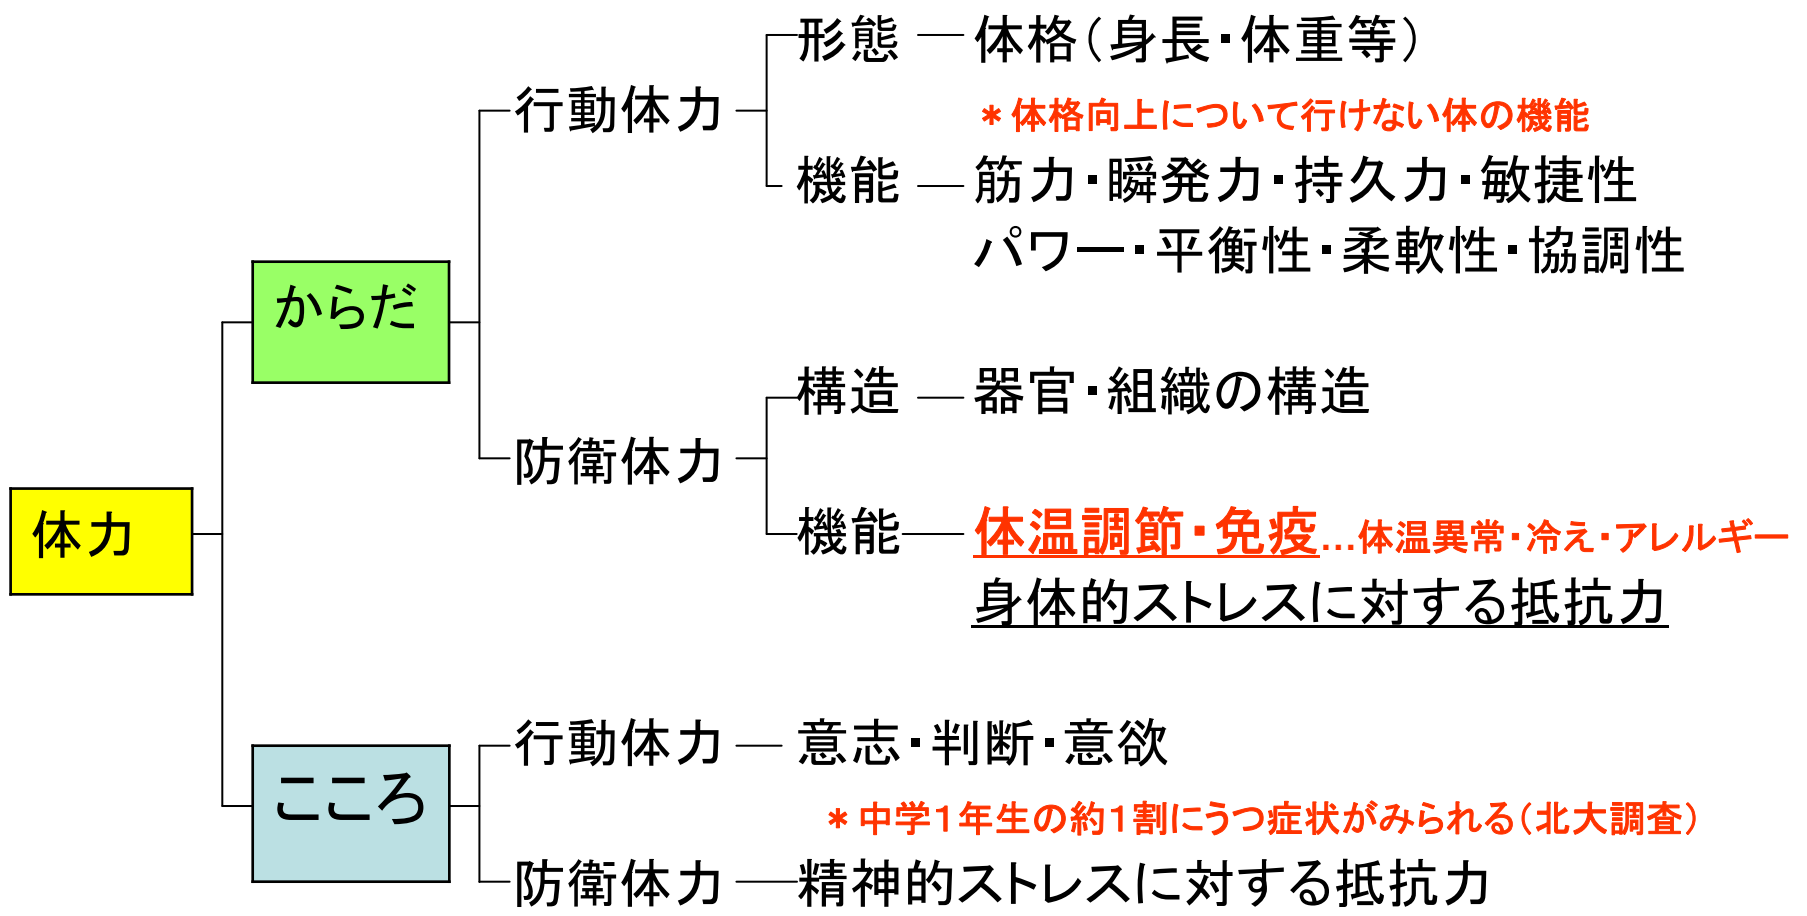 形態 体格(身長・体重等)
行動体力
*体格向上について行けない体の機能
機能 筋力・瞬発力・持久力・敏捷性
パワー・平衡性・柔軟性・協調性
からだ
構造 器官・組織の構造
防衛体力
体力
機能 体温調節・免疫…体温異常・冷え・アレルギー
身体的ストレスに対する抵抗力
行動体力 意志・判断・意欲
こころ
*中学1年生の約1割にうつ症状がみられる(北大調査)
防衛体力 精神的ストレスに対する抵抗力